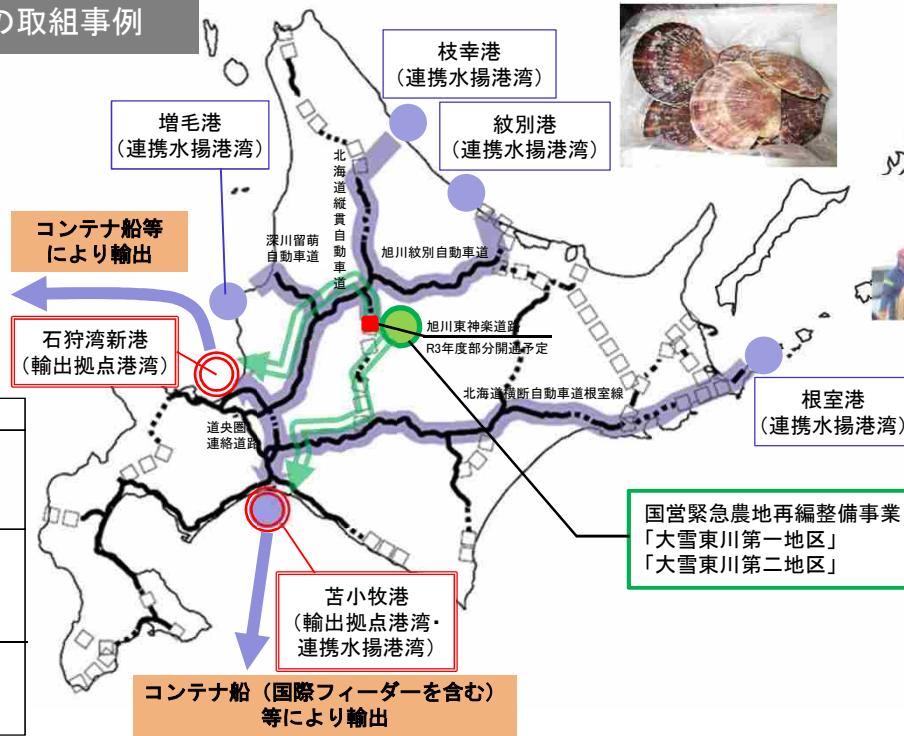 の取組事例
枝幸港
(連携水揚港湾)
増毛港
(連携水揚港湾)
紋別港
(連携水揚港湾)
コンテナ船等
により輸出
深川留萌
自動車道
北海道縦貫自動車道
旭川紋別自動車道
石狩湾新港
(輸出拠点港湾)
旭川東神楽道路
R3年度部分開通予定
北海道横断自動車道根室線
道央圏
連絡道路
根室港
(連携水揚港湾)
国営緊急農地再編整備事業
「大雪東川第一地区」
「大雪東川第二地区」
苫小牧港
(輸出拠点港湾・
連携水揚港湾)
コンテナ船(国際フィーダーを含む)
等により輸出